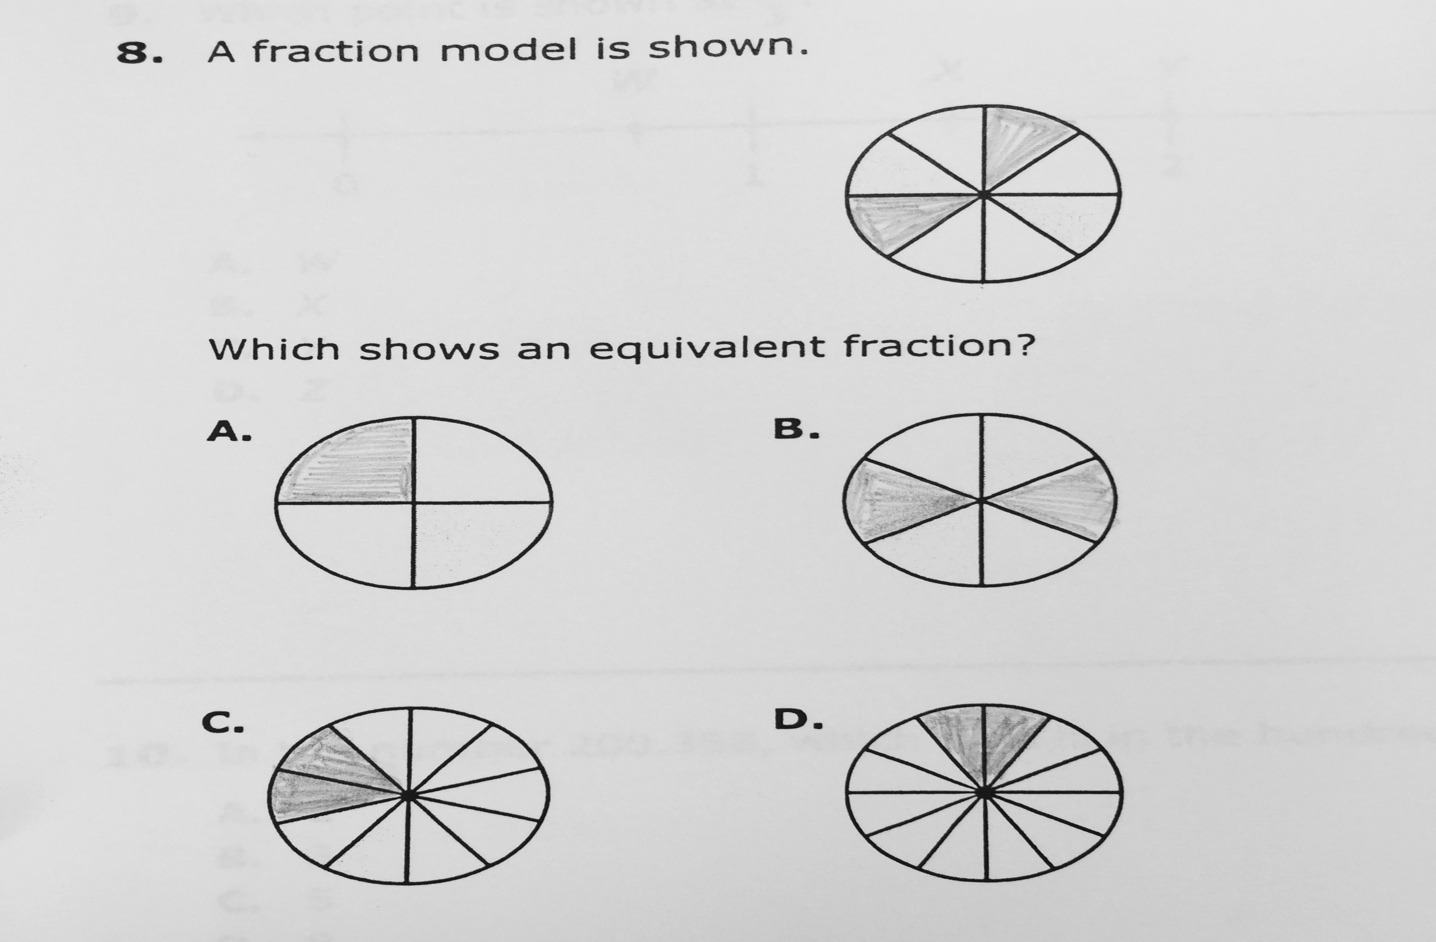 8. A fraction model is shown.
Which shows an equivalent fraction?
A.
B.
C.
D.